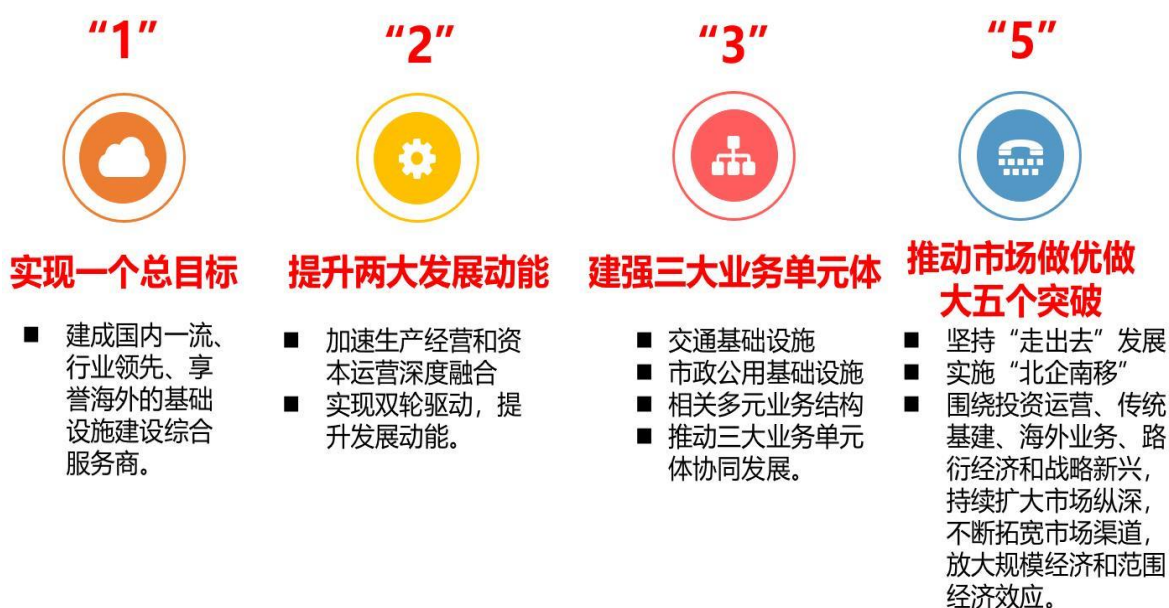 “1”
实现一个总目标
■ 建成国内一流、
行业领先、享
誉海外的基础
设施建设综合
服务商。
“2”
提升两大发展动能
■ 加速生产经营和资
本运营深度融合
■ 实现双轮驱动，提
升发展动能。
“3”
建强三大业务单元体
■ 交通基础设施
■ 市政公用基础设施
■ 相关多元业务结构
■ 推动三大业务单元
体协同发展。
“5”
推动市场做优做
大五个突破
■ 坚持“走出去”发展
■ 实施“北企南移”
■ 围绕投资运营、传统
基建、海外业务、路
衍经济和战略新兴，
持续扩大市场纵深，
不断拓宽市场渠道，
放大规模经济和范围
经济效应。